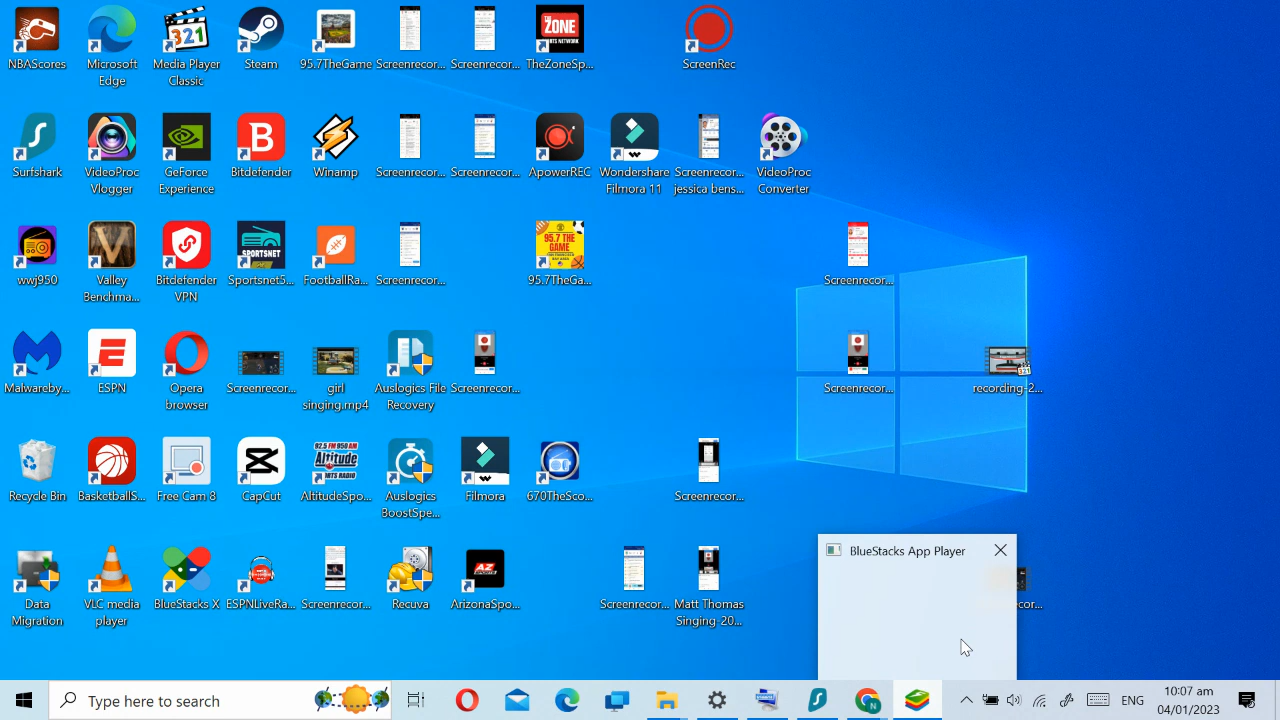 NBAScores
Microsoft
Edge
Media Player
Classic
Steam
95.7TheGame
Screenrecor...
Screenrecor...
TheZoneSp...
ScreenRec
Surfshark
VideoProc
Vlogger
GeForce
Experience
Bitdefender
Winamp
Screenrecor...
Screenrecor...
ApowerREC
Wondershare
Filmora 11
Screenrecor...
jessica bens...
VideoProc
Converter
wwj950
Valley
Benchma...
Bitdefender
VPN
Sportsnet5...
FootballRa...
Screenrecor...
95.7TheGa...
Screenrecor...
Malwareby...
ESPN
Opera
browser
Screenrecor...
girl
singing.mp4
Auslogics File
Recovery
Screenrecor...
Screenrecor...
recording-2...
Recycle Bin
BasketballS...
Free Cam 8
CapCut
AltitudeSpo...
Auslogics
BoostSpe...
Filmora
670TheSco...
Screenrecor...
Data
Migration
VLC media
player
BlueStacks X
ESPNLiveRa...
Screenrecor...
Recuva
ArizonaSpo...
Screenrecor...
Matt Thomas
Singing-20...
BlueStacks App Player
ecor...
Type here to search
ENG
10:07 am
04/01/2023